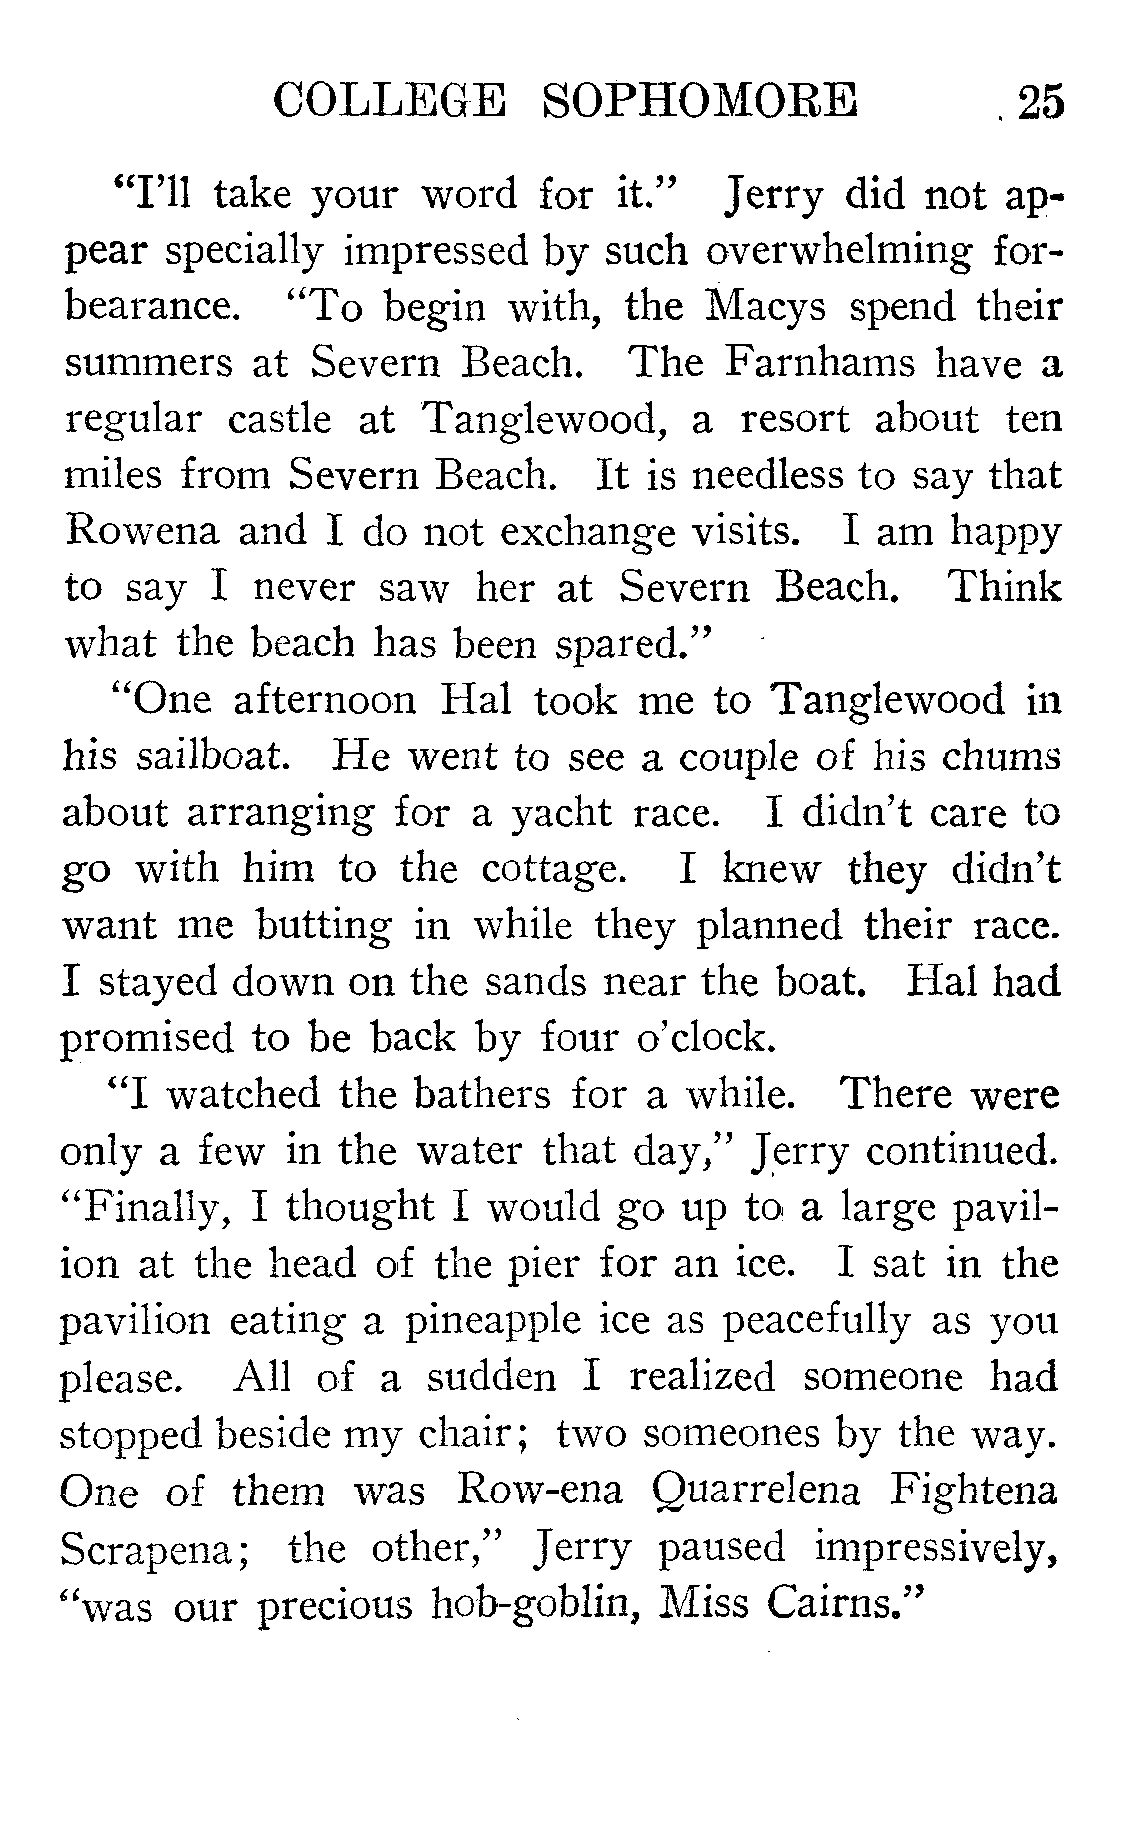 COLLEGE SOPHOMORE 25
“I’ll take your word for it.” Jerry did not ap-
pear specially impressed by such overwhelming for-
bearance. “To begin with, the Macys spend their
summers at Severn Beach. The Farnhams have a
regular castle at Tanglewood, a resort about ten
miles from Severn Beach. It is needless to say that
Rowena and I do not exchange visits. I am happy
to say I never saw her at Severn Beach. Think
what the beach has been spared.”
“One afternoon Hal took me to Tanglewood in
his sailboat. He went to see a couple of his chums
about arranging for a yacht race. I didn’t care to
go with him to the cottage. I knew they didn’t
want me butting in while they planned their race.
I stayed down on the sands near the boat. Hal had
promised to be back by four o’clock.
“I watched the bathers for a while. There were
only a few in the water that day,” Jerry continued.
“Finally, I thought I would go up to a large pavil-
ion at the head of the pier for an ice. I sat in the
pavilion eating a pineapple ice as peacefully as you
please. All of a sudden I realized someone had
stopped beside my chair; two someones by the way.
One of them was Row-ena Quarrelena Fightena
Scrapena; the other,” Jerry paused impressively,
“was our precious hob-goblin, Miss Cairns.”